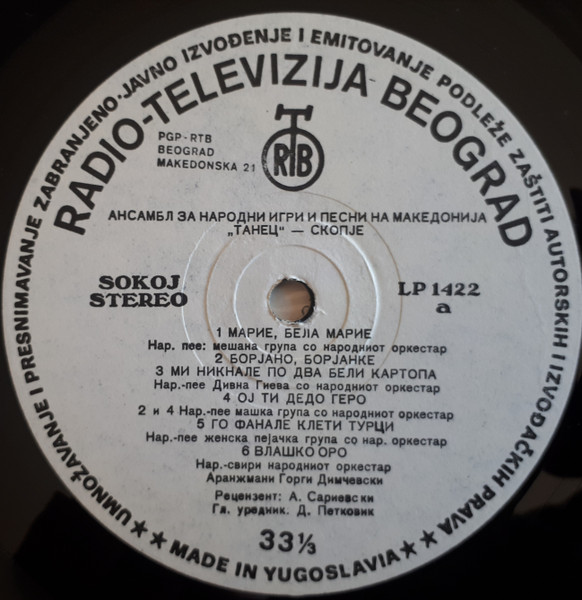 UMNOŽAVANJE I PRESNIMAVANJE ZABRANJENO-JAVNO IZVOĐENJE I EMITOVANJE PODLEŽE ZAŠTITI AUTORSKIH I IZVOĐAČKIH PRAVA
RADIO-TELEVIZIJA BEOGRAD
PGP-RTB
BEOGRAD
MAKEDONSKA 21
RTB
АНСАМБЛ ЗА НАРОДНИ ИГРИ И ПЕСНИ НА МАКЕДОНИЈА
„ТАНЕЦ“ — СКОПЈЕ
SOKOJ
STEREO
LP 1422
a
1 МАРИЕ, БЕЛА МАРИЕ
Нар. пее: мешана група со народниот оркестар
2 БОРЈАНО, БОРЈАНКЕ
3 МИ НИКНАЛЕ ПО ДВА БЕЛИ КАРТОПА
Нар.-пее Дивна Гиева со народниот оркестар
4 ОЈ ТИ ДЕДО ГЕРО
2 и 4 Нар.-пее машка група со народниот оркестар
5 ГО ФАНАЛЕ КЛЕТИ ТУРЦИ
Нар.-пее женска пејачка група со нар. оркестар
6 ВЛАШКО ОРО
Нар.-свири народниот оркестар
Аранжмани Горги Димчевски
Рецензент: А. Сариевски
Гл. уредник. Д. Петковик
33⅓
★ ★ MADE IN YUGOSLAVIA ★ ★